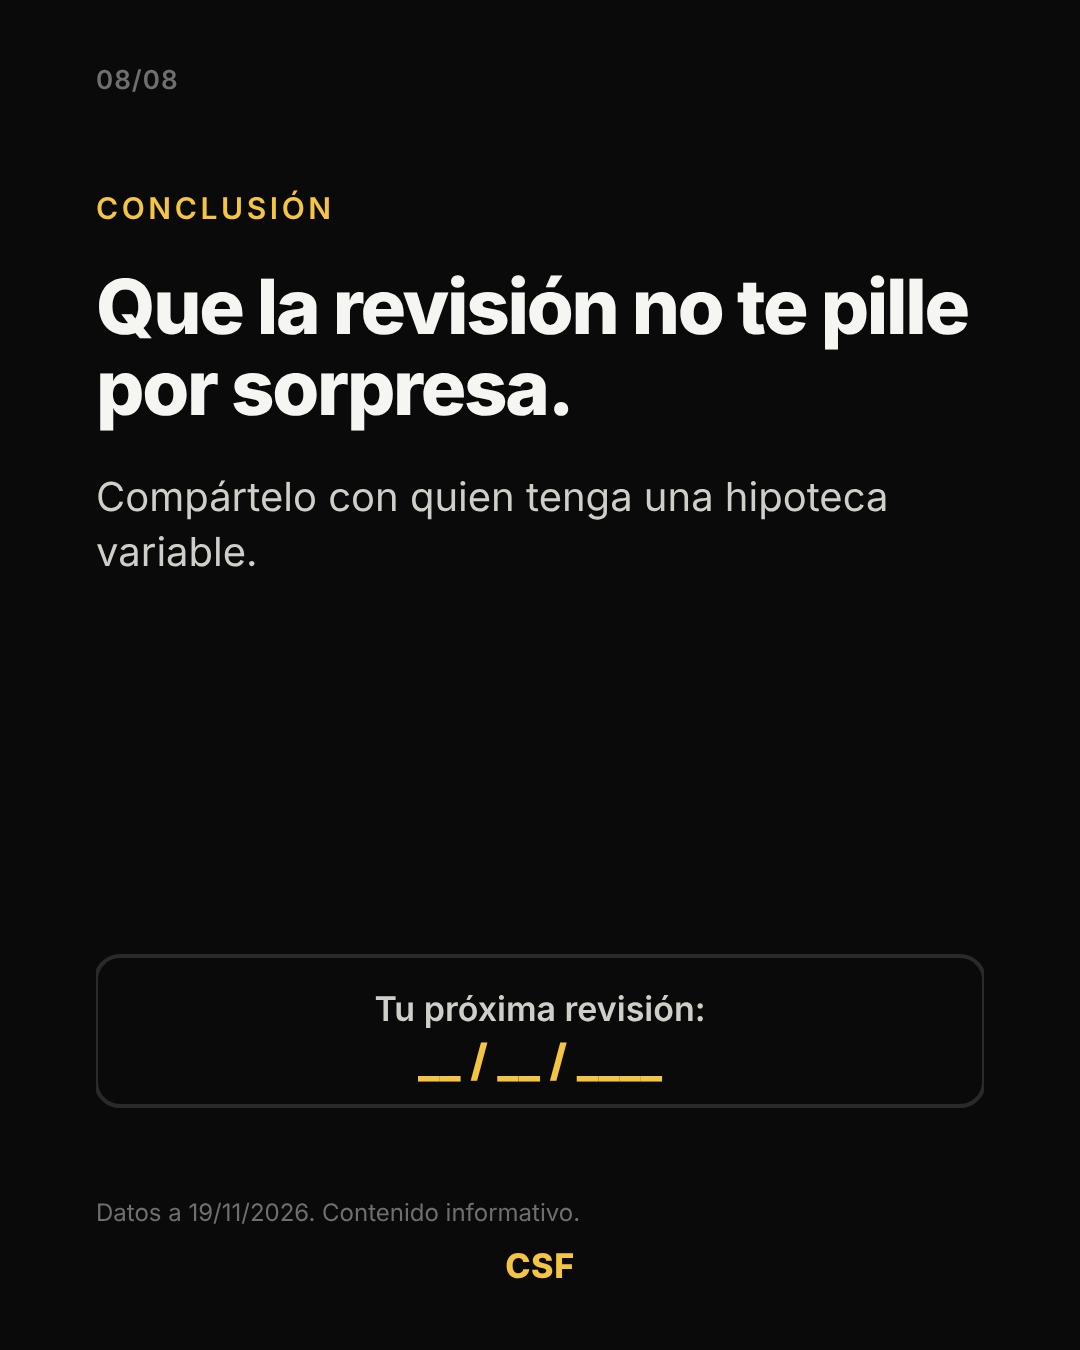 08/08
CONCLUSIÓN
Que la revisión no te pille
por sorpresa.
Compártelo con quien tenga una hipoteca
variable.
Tu próxima revisión:
__ / __ / ____
Datos a 19/11/2026. Contenido informativo.
CSF